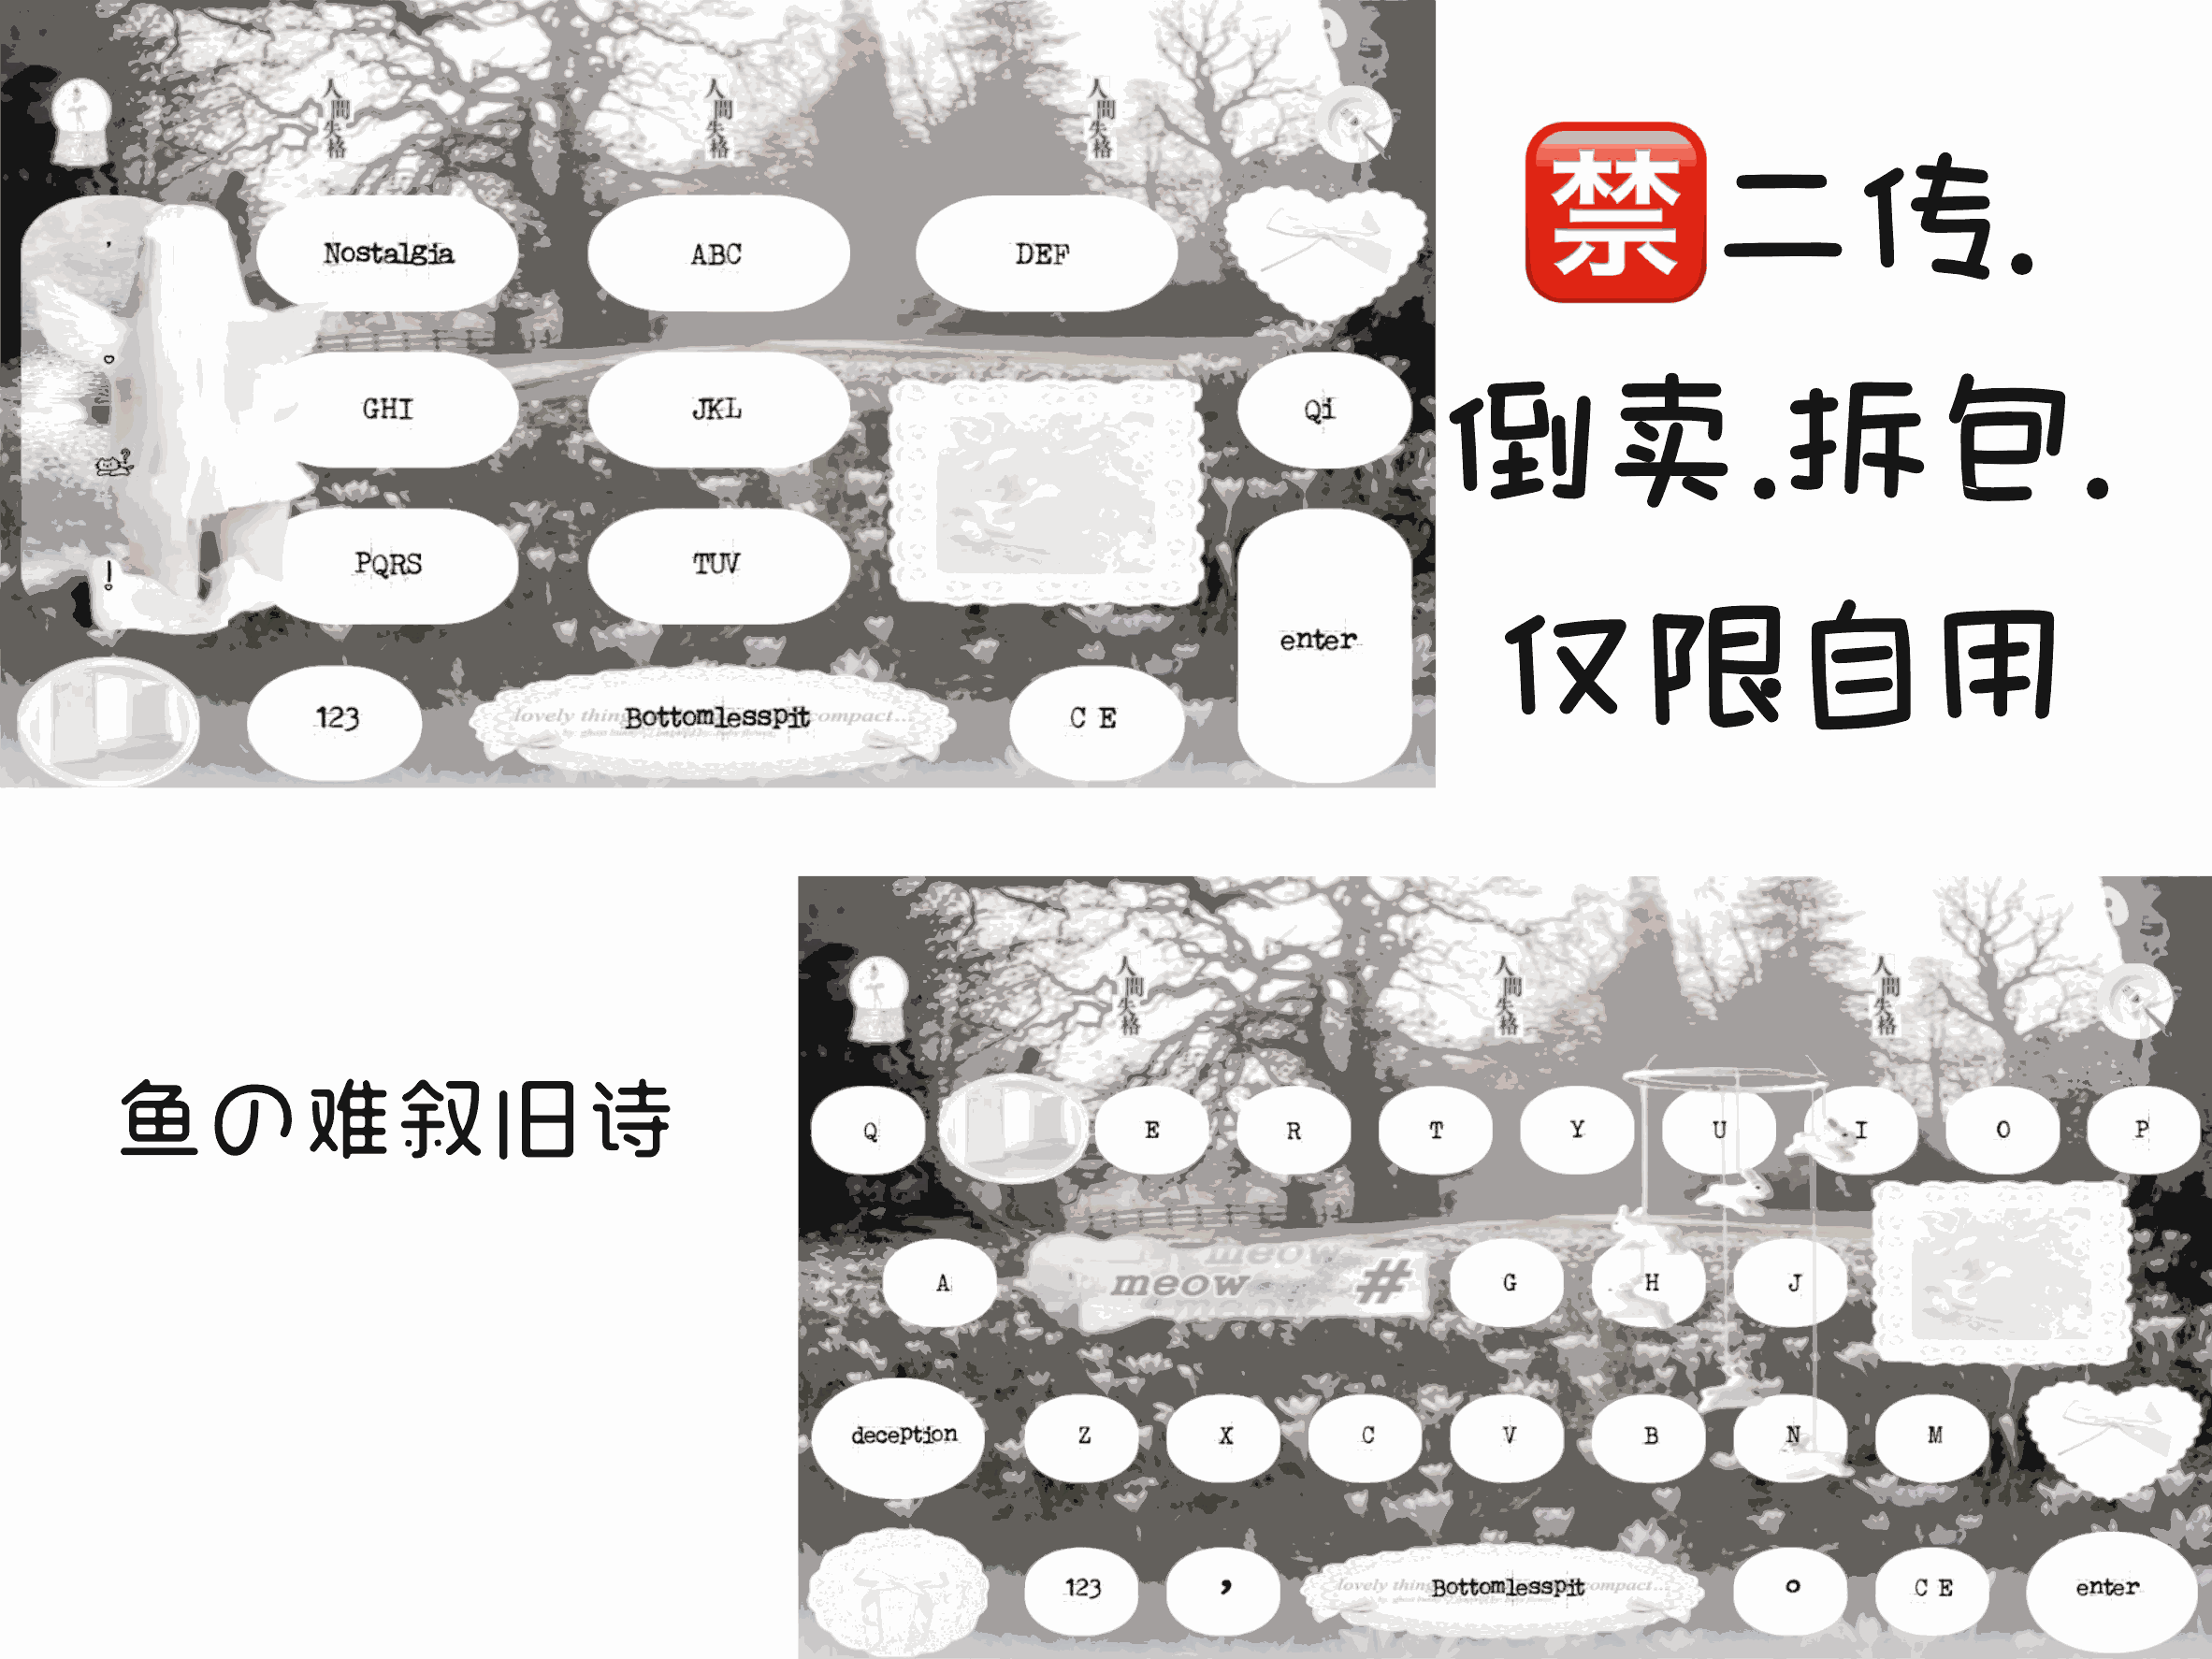 人間失格 人間失格 人間失格
禁二传.
, Nostalgia ABC DEF
GHI JKL Qi
倒卖.拆包.
?
PQRS TUV
!
enter
仅限自用
123 lovely thing Bottomlesspit compact... C E
人間失格 人間失格 人間失格
鱼の难叙旧诗
Q E R T Y U I O P
meow
A meow # G H J
meow
deception Z X C V B N M
123 , lovely thing Bottomlesspit compact... 。 C E enter